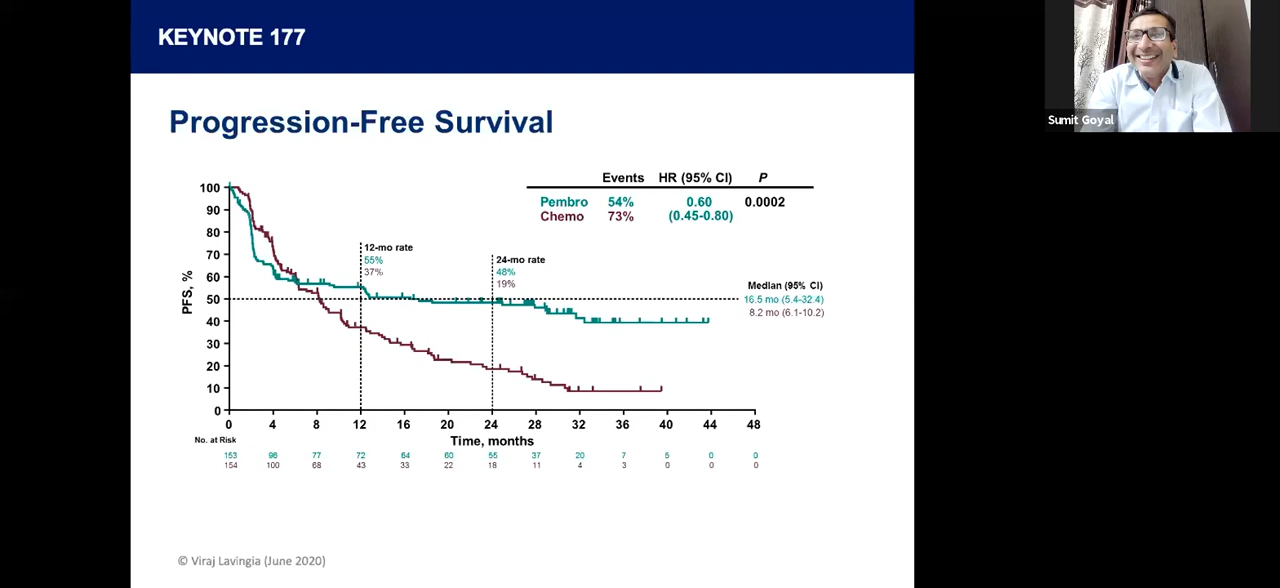 KEYNOTE 177
Sumit Goyal
Progression-Free Survival
Events HR (95% CI) P
Pembro 54% 0.60 0.0002
Chemo 73% (0.45-0.80)
100
90
80
70
60
50
40
30
20
10
0
PFS, %
12-mo rate
55%
37%
24-mo rate
48%
19%
Median (95% CI)
16.5 mo (5.4-32.4)
8.2 mo (6.1-10.2)
0 4 8 12 16 20 24 28 32 36 40 44 48
Time, months
No. at Risk
153 96 77 72 64 60 55 37 20 7 5 0 0
154 100 68 43 33 22 18 11 4 3 0 0 0
© Viraj Lavingia (June 2020)